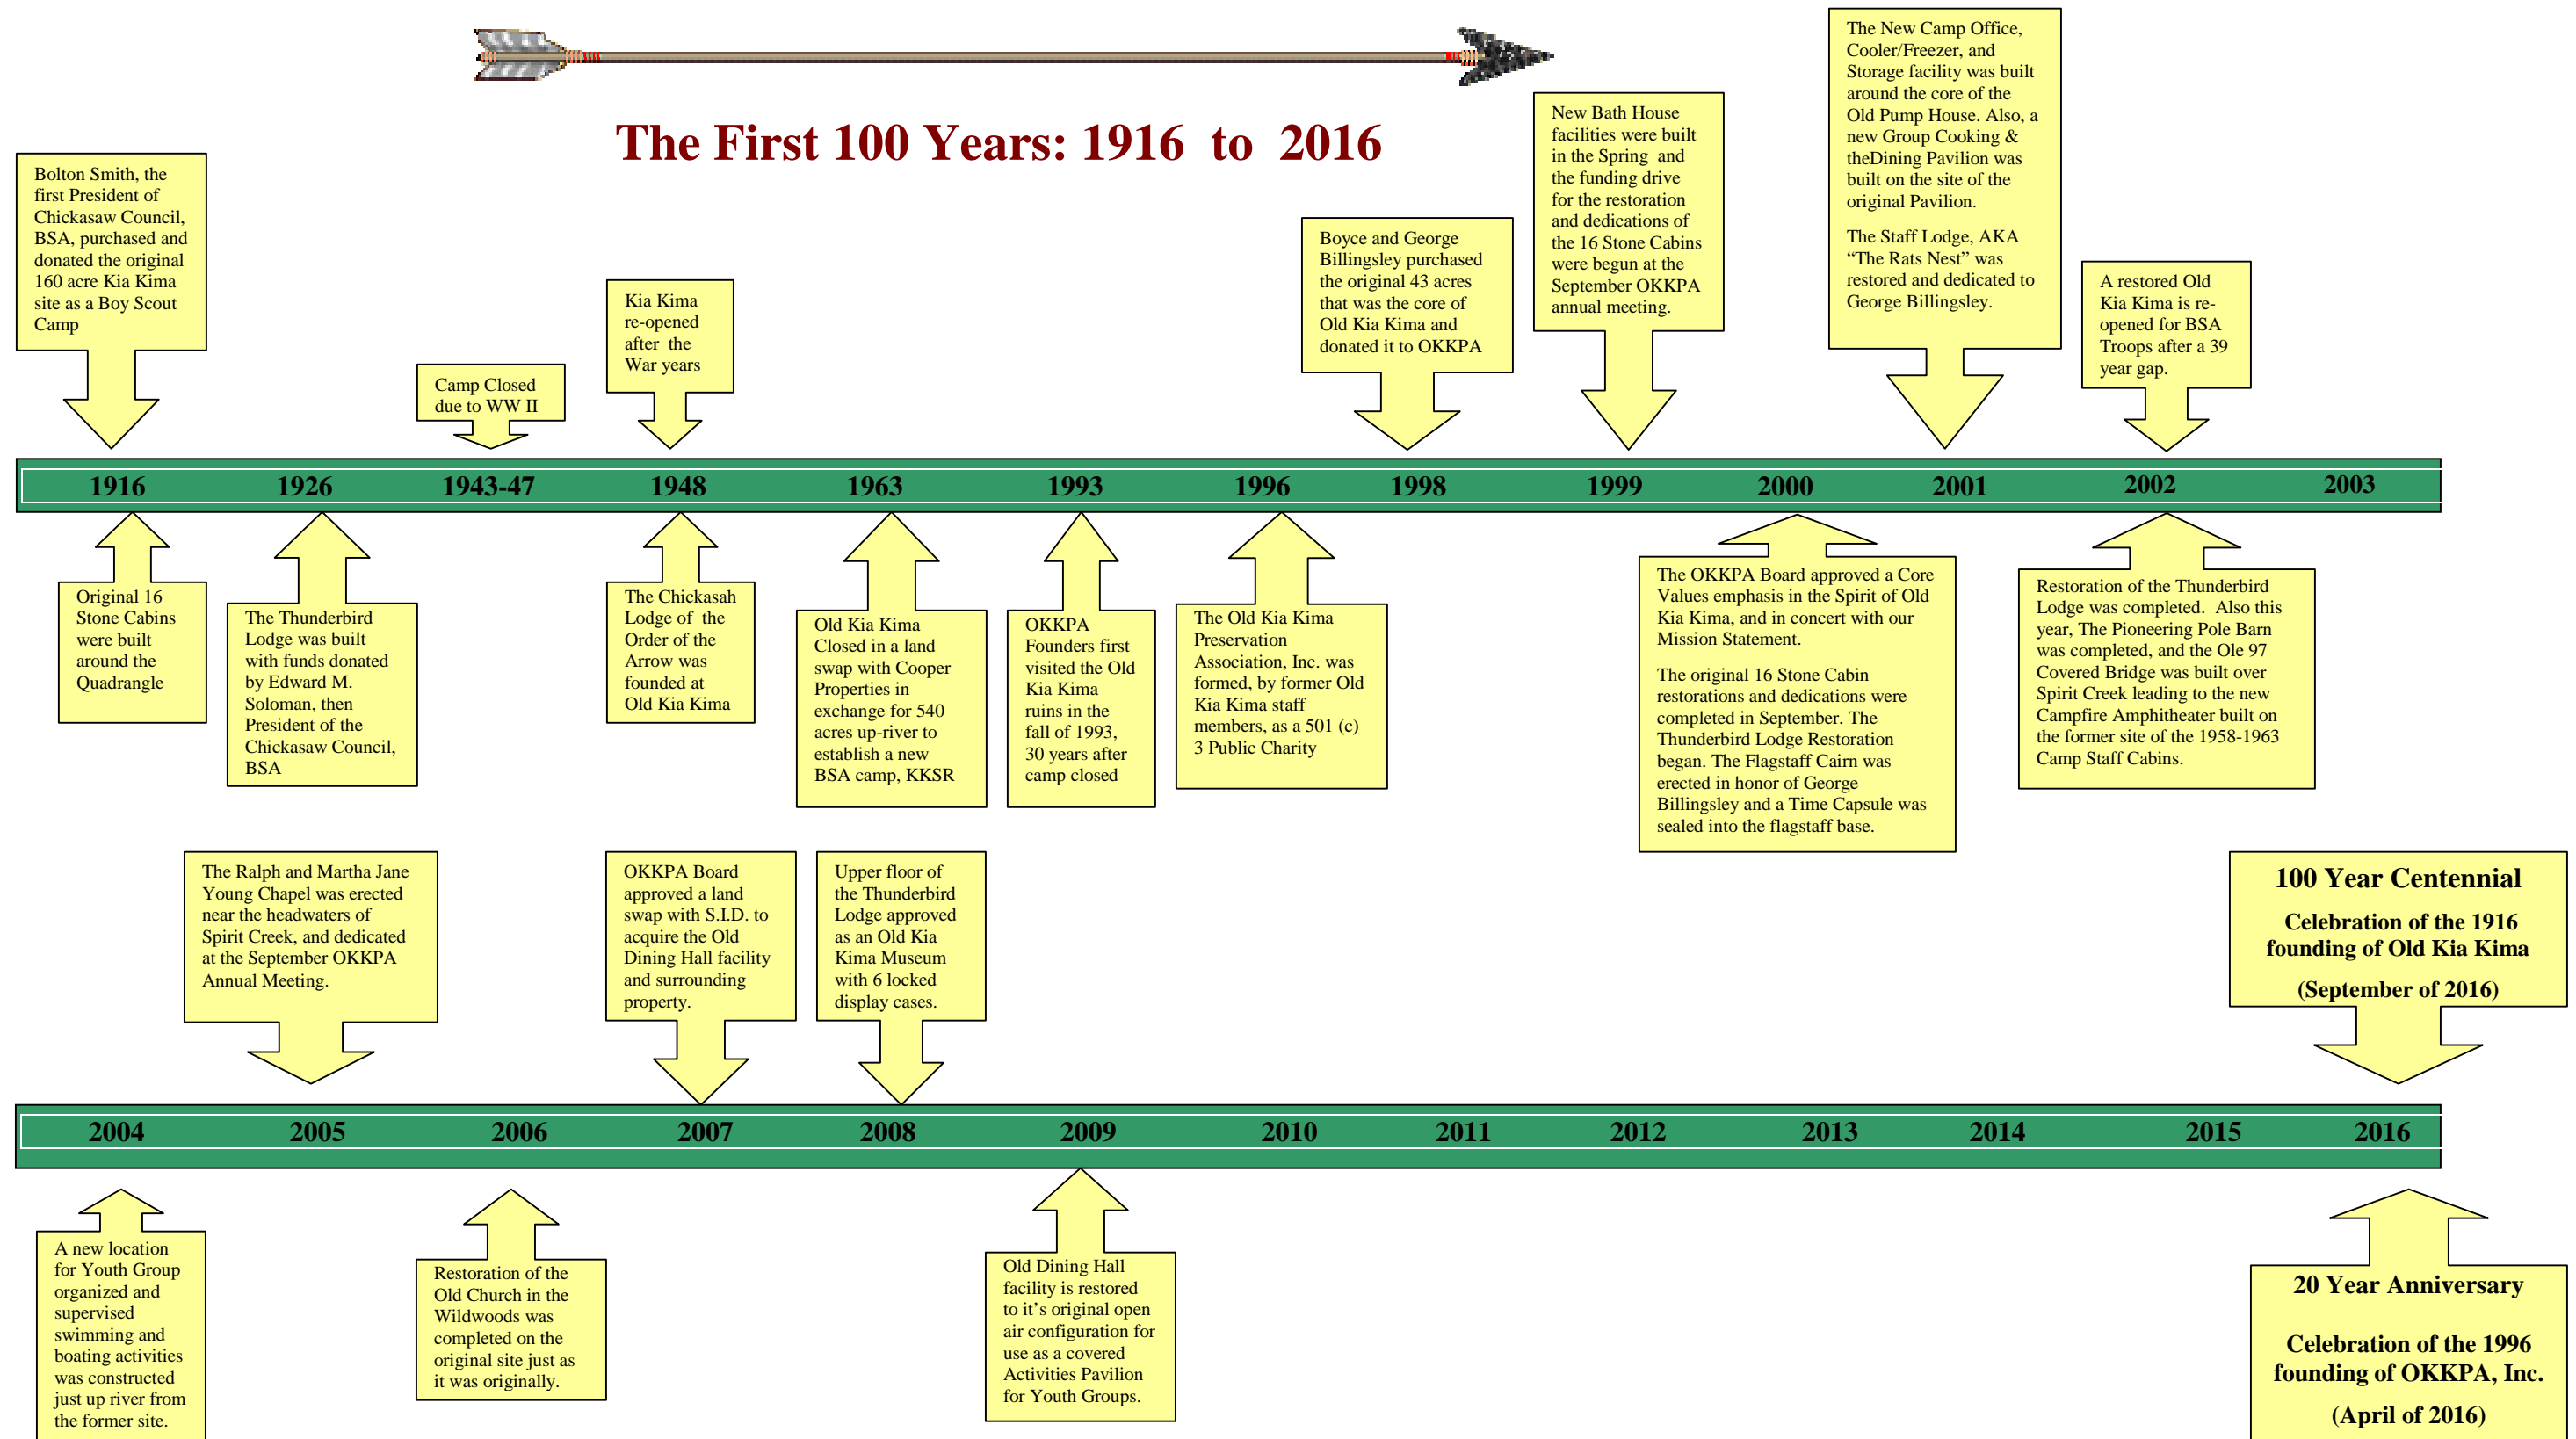 The First 100 Years: 1916 to 2016
Bolton Smith, the
first President of
Chickasaw Council,
BSA, purchased and
donated the original
160 acre Kia Kima
site as a Boy Scout
Camp
Camp Closed
due to WW II
Kia Kima
re-opened
after the
War years
Boyce and George
Billingsley purchased
the original 43 acres
that was the core of
Old Kia Kima and
donated it to OKKPA
New Bath House
facilities were built
in the Spring and
the funding drive
for the restoration
and dedications of
the 16 Stone Cabins
were begun at the
September OKKPA
annual meeting.
The New Camp Office,
Cooler/Freezer, and
Storage facility was built
around the core of the
Old Pump House. Also, a
new Group Cooking &
theDining Pavilion was
built on the site of the
original Pavilion.
The Staff Lodge, AKA
“The Rats Nest” was
restored and dedicated to
George Billingsley.
A restored Old
Kia Kima is re-
opened for BSA
Troops after a 39
year gap.
1916 1926 1943-47 1948 1963 1993 1996 1998 1999 2000 2001 2002 2003
Original 16
Stone Cabins
were built
around the
Quadrangle
The Thunderbird
Lodge was built
with funds donated
by Edward M.
Soloman, then
President of the
Chickasaw Council,
BSA
The Chickasah
Lodge of the
Order of the
Arrow was
founded at
Old Kia Kima
Old Kia Kima
Closed in a land
swap with Cooper
Properties in
exchange for 540
acres up-river to
establish a new
BSA camp, KKSR
OKKPA
Founders first
visited the Old
Kia Kima
ruins in the
fall of 1993,
30 years after
camp closed
The Old Kia Kima
Preservation
Association, Inc. was
formed, by former Old
Kia Kima staff
members, as a 501 (c)
3 Public Charity
The OKKPA Board approved a Core
Values emphasis in the Spirit of Old
Kia Kima, and in concert with our
Mission Statement.
The original 16 Stone Cabin
restorations and dedications were
completed in September. The
Thunderbird Lodge Restoration
began. The Flagstaff Cairn was
erected in honor of George
Billingsley and a Time Capsule was
sealed into the flagstaff base.
Restoration of the Thunderbird
Lodge was completed. Also this
year, The Pioneering Pole Barn
was completed, and the Ole 97
Covered Bridge was built over
Spirit Creek leading to the new
Campfire Amphitheater built on
the former site of the 1958-1963
Camp Staff Cabins.
The Ralph and Martha Jane
Young Chapel was erected
near the headwaters of
Spirit Creek, and dedicated
at the September OKKPA
Annual Meeting.
OKKPA Board
approved a land
swap with S.I.D. to
acquire the Old
Dining Hall facility
and surrounding
property.
Upper floor of
the Thunderbird
Lodge approved
as an Old Kia
Kima Museum
with 6 locked
display cases.
100 Year Centennial
Celebration of the 1916
founding of Old Kia Kima
(September of 2016)
2004 2005 2006 2007 2008 2009 2010 2011 2012 2013 2014 2015 2016
A new location
for Youth Group
organized and
supervised
swimming and
boating activities
was constructed
just up river from
the former site.
Restoration of the
Old Church in the
Wildwoods was
completed on the
original site just as
it was originally.
Old Dining Hall
facility is restored
to it’s original open
air configuration for
use as a covered
Activities Pavilion
for Youth Groups.
20 Year Anniversary
Celebration of the 1996
founding of OKKPA, Inc.
(April of 2016)